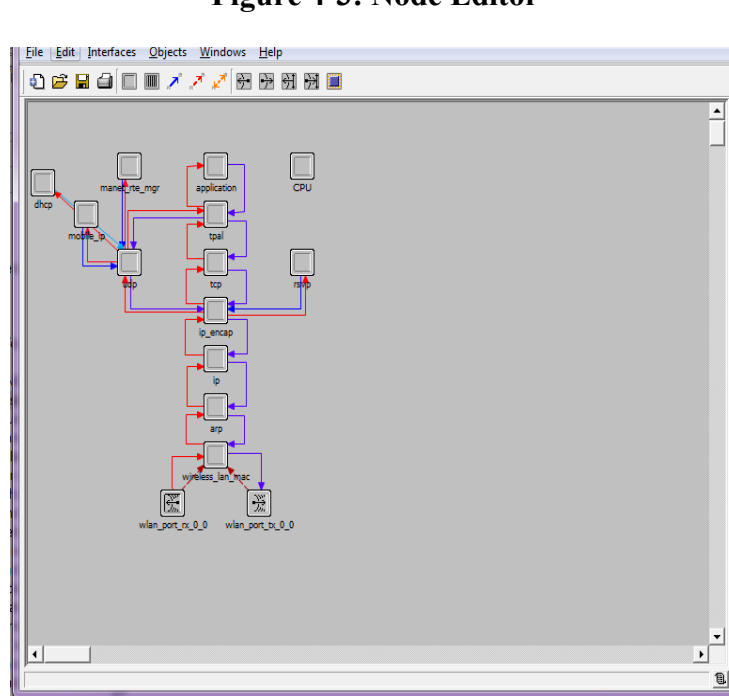 Figure 4-3: Node Editor
File Edit Interfaces Objects Windows Help
manet_rte_mgr application CPU
dhcp
mobile_ip tpal
udp tcp rsvp
ip_encap
ip
arp
wireless_lan_mac
wlan_port_rx_0_0 wlan_port_tx_0_0